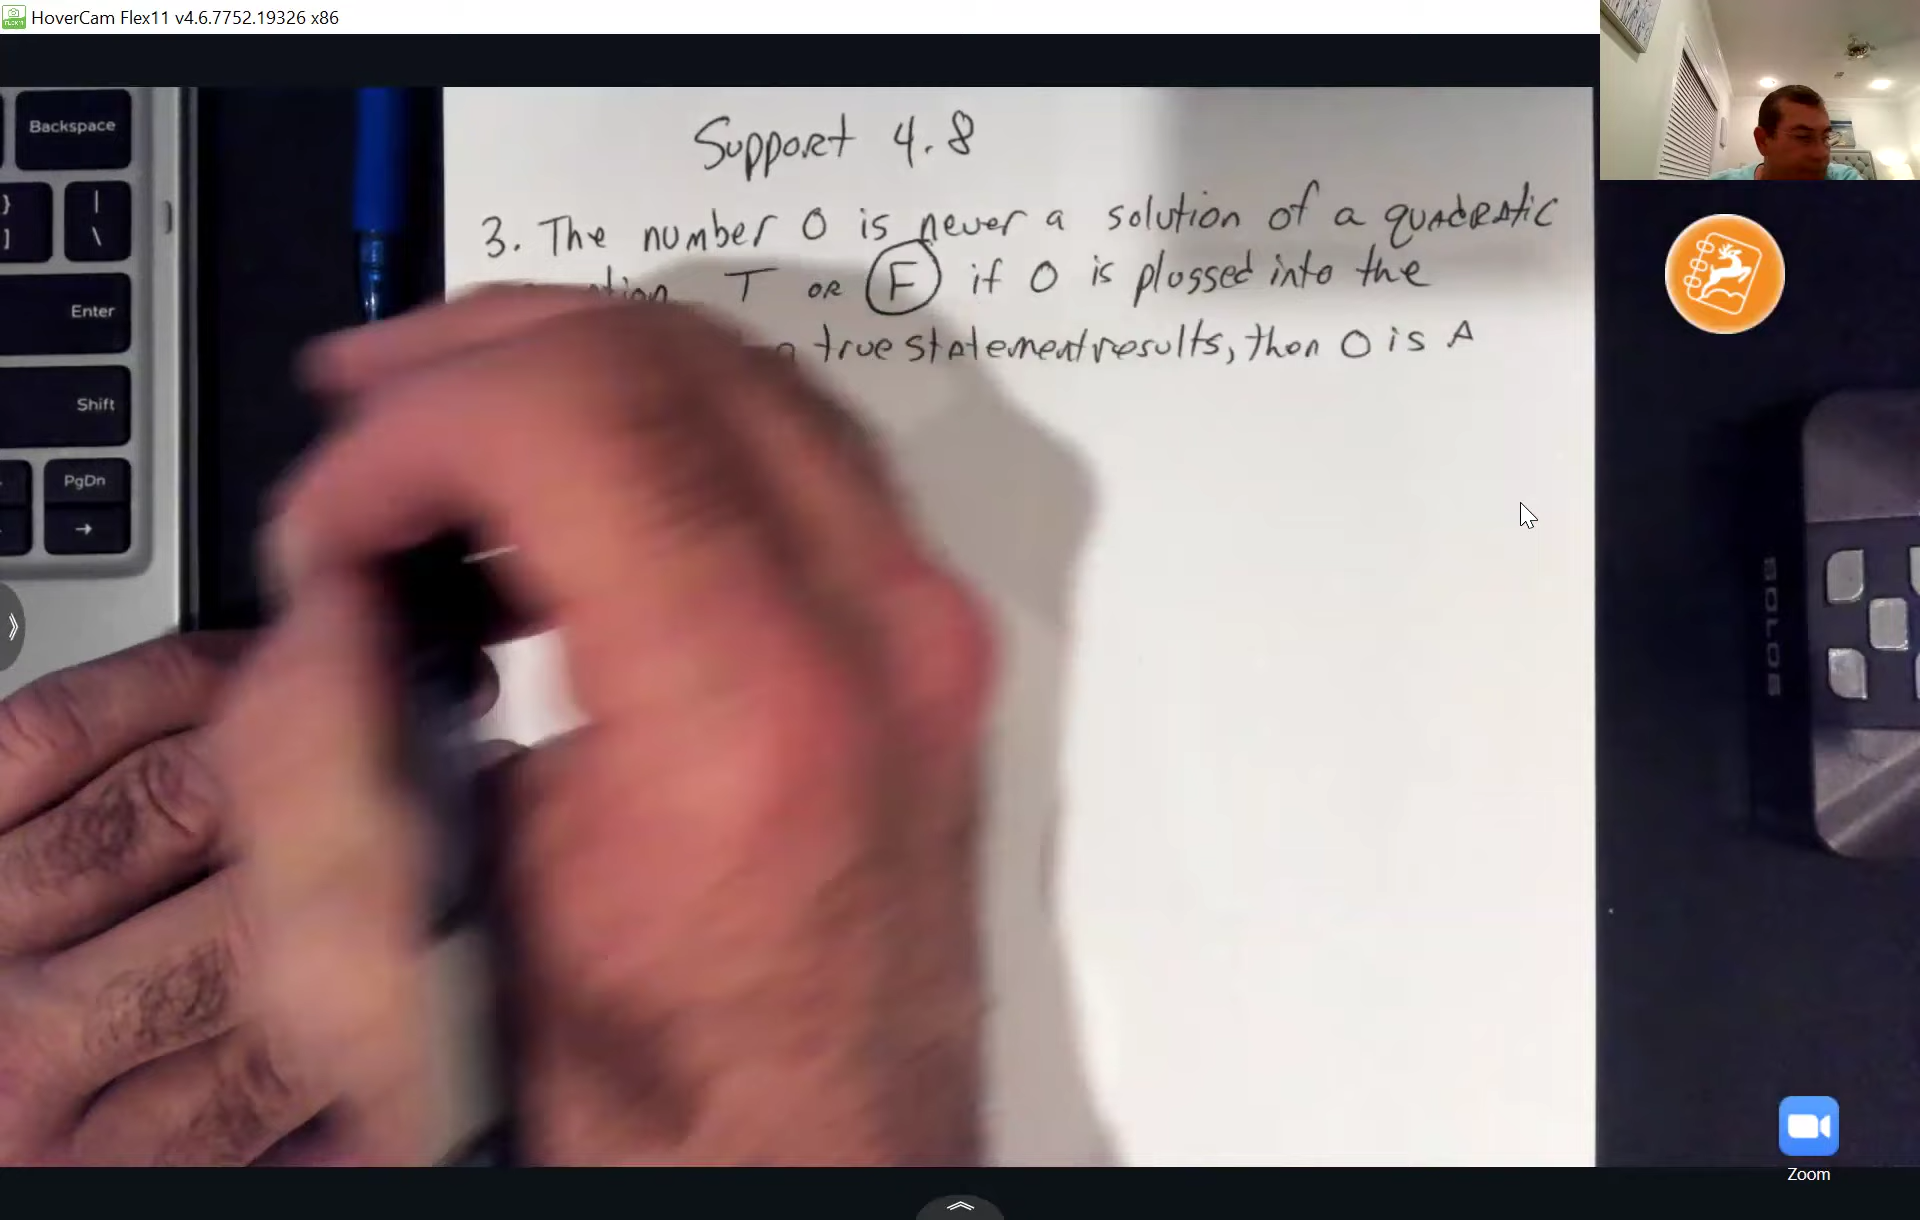 HoverCam Flex11 v4.6.7752.19326 x86
Backspace
Enter
Shift
PgDn
Support 4.8
3. The number 0 is never a solution of a quadratic
T or F if 0 is plugged into the
true statement results, then 0 is A
SOLOS
Zoom